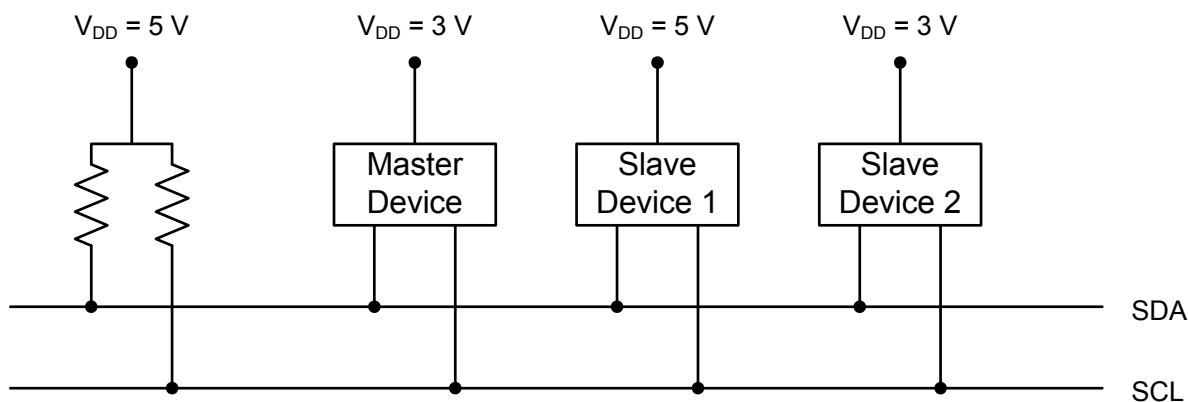 V_DD = 5 V
V_DD = 3 V
V_DD = 5 V
V_DD = 3 V
Master
Device
Slave
Device 1
Slave
Device 2
SDA
SCL